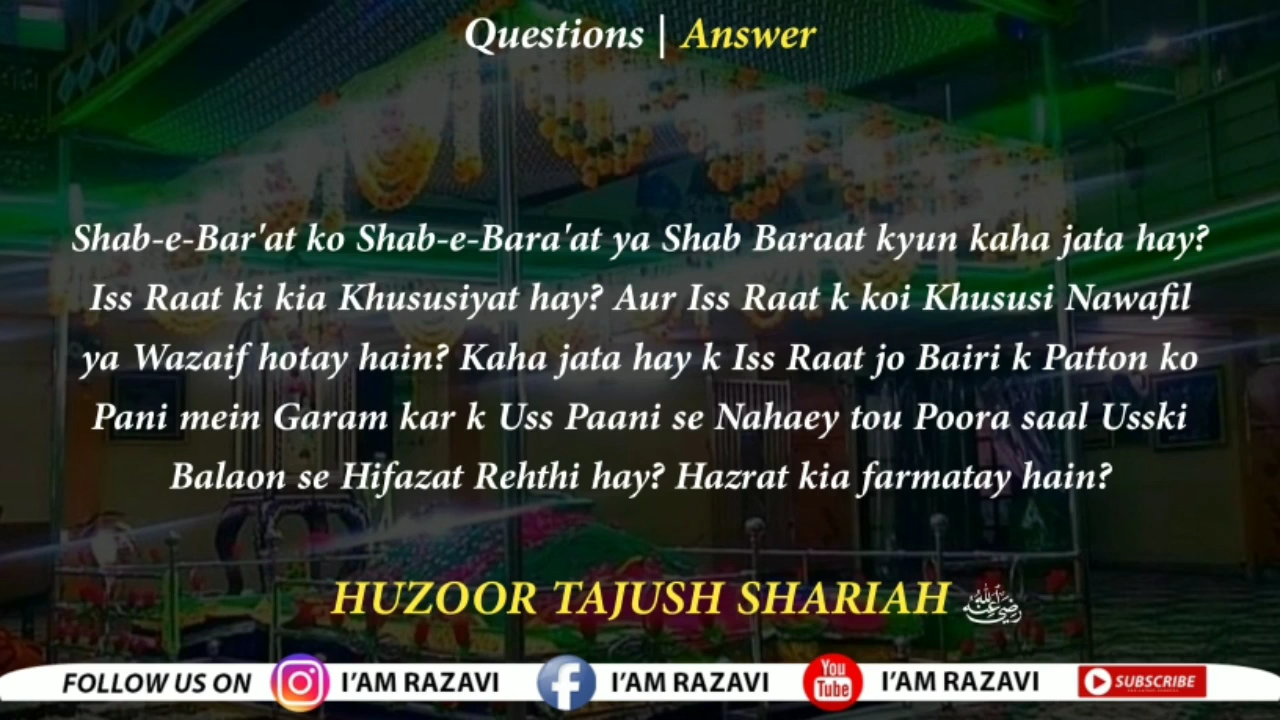 Questions | Answer
Shab-e-Bar'at ko Shab-e-Bara'at ya Shab Baraat kyun kaha jata hay?
Iss Raat ki kia Khususiyat hay? Aur Iss Raat k koi Khususi Nawafil
ya Wazaif hotay hain? Kaha jata hay k Iss Raat jo Bairi k Patton ko
Pani mein Garam kar k Uss Paani se Nahaey tou Poora saal Usski
Balaon se Hifazat Rehthi hay? Hazrat kia farmatay hain?
HUZOOR TAJUSH SHARIAH رضي الله عنه
FOLLOW US ON I'AM RAZAVI I'AM RAZAVI You Tube I'AM RAZAVI SUBSCRIBE